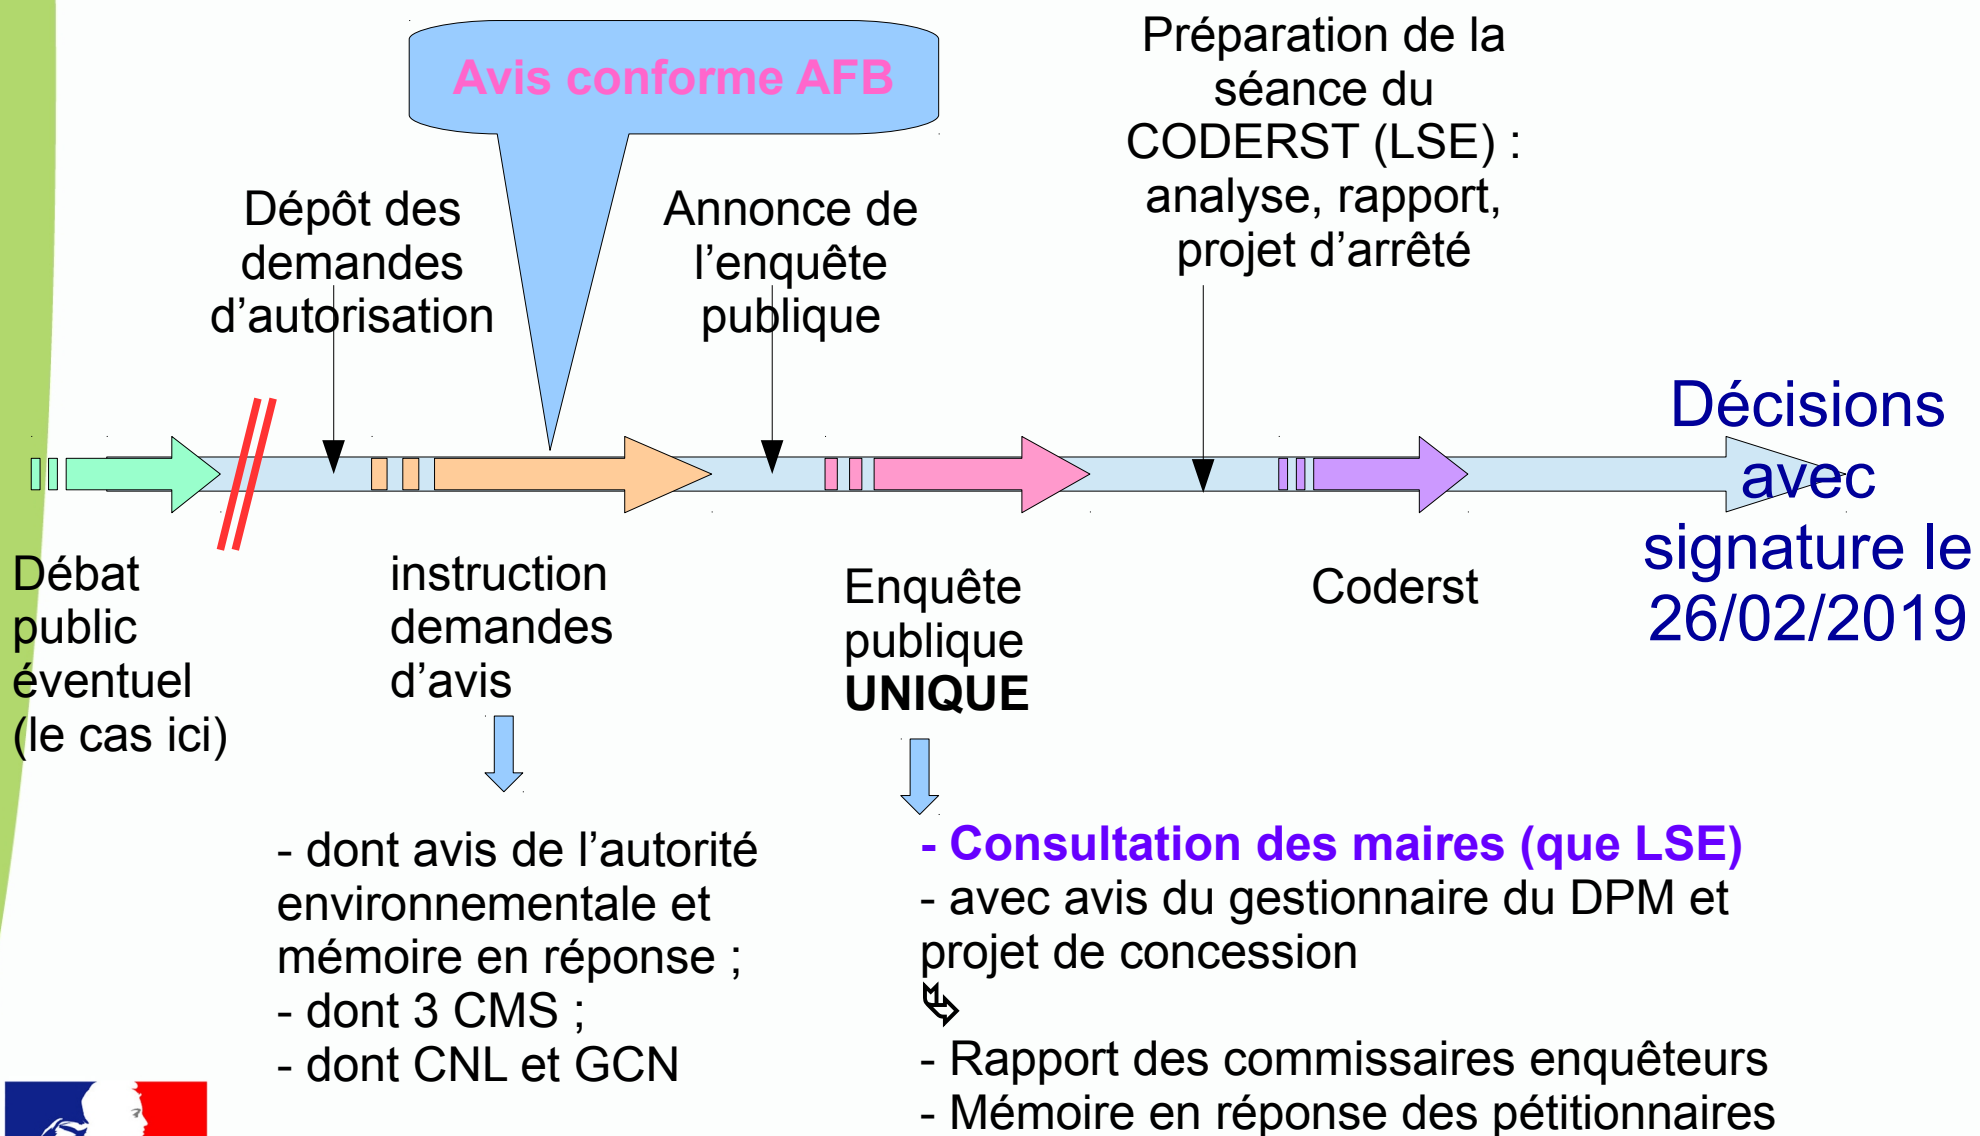 Avis conforme AFB
Préparation de la
séance du
CODERST (LSE) :
analyse, rapport,
projet d’arrêté
Dépôt des
demandes
d’autorisation
Annonce de
l’enquête
publique
Décisions
avec
signature le
26/02/2019
Débat
public
éventuel
(le cas ici)
instruction
demandes
d’avis
Enquête
publique
UNIQUE
Coderst
- dont avis de l’autorité
environnementale et
mémoire en réponse ;
- dont 3 CMS ;
- dont CNL et GCN
- Consultation des maires (que LSE)
- avec avis du gestionnaire du DPM et
projet de concession
- Rapport des commissaires enquêteurs
- Mémoire en réponse des pétitionnaires